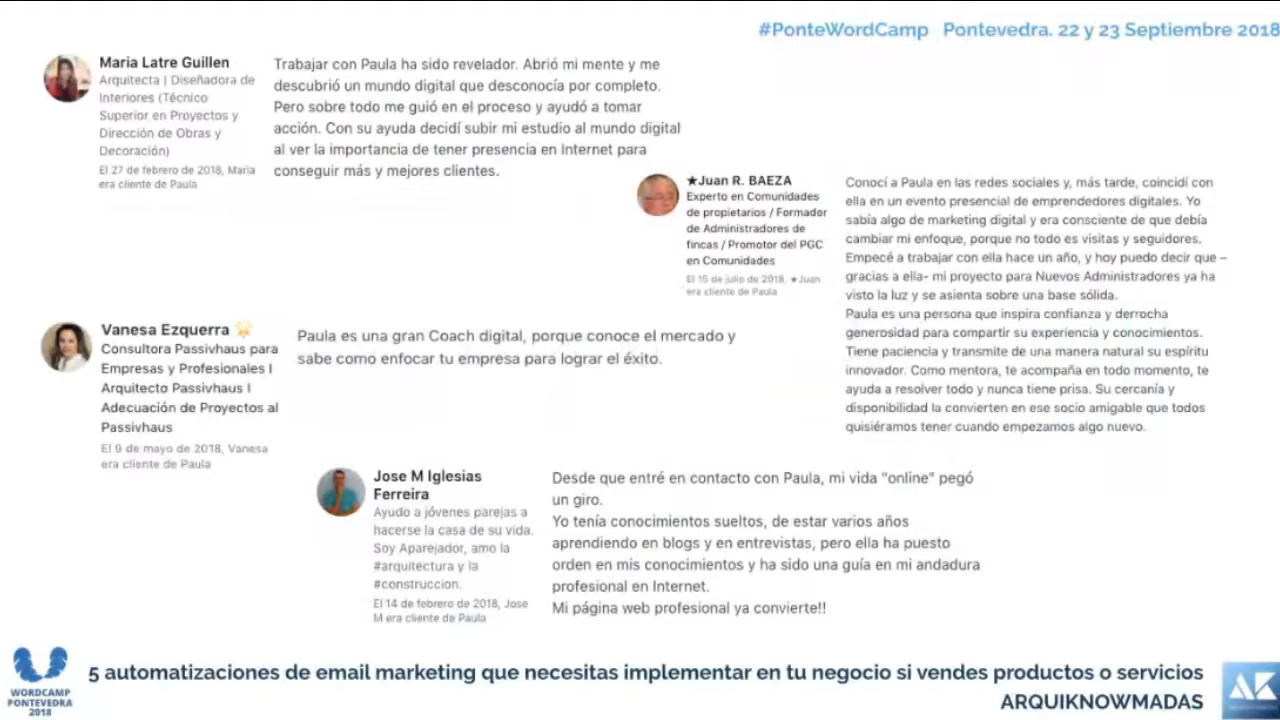 #PonteWordCamp Pontevedra. 22 y 23 Septiembre 2018
Maria Latre Guillen
Arquitecta | Diseñadora de
Interiores (Técnico
Superior en Proyectos y
Dirección de Obras y
Decoración)
El 27 de febrero de 2018, Maria
era cliente de Paula
Trabajar con Paula ha sido revelador. Abrió mi mente y me
descubrió un mundo digital que desconocía por completo.
Pero sobre todo me guió en el proceso y ayudó a tomar
acción. Con su ayuda decidí subir mi estudio al mundo digital
al ver la importancia de tener presencia en Internet para
conseguir más y mejores clientes.
★Juan R. BAEZA
Experto en Comunidades
de propietarios / Formador
de Administradores de
fincas / Promotor del PGC
en Comunidades
El 15 de julio de 2018, ★Juan
era cliente de Paula
Conocí a Paula en las redes sociales y, más tarde, coincidí con
ella en un evento presencial de emprendedores digitales. Yo
sabía algo de marketing digital y era consciente de que debía
cambiar mi enfoque, porque no todo es visitas y seguidores.
Empecé a trabajar con ella hace un año, y hoy puedo decir que –
gracias a ella- mi proyecto para Nuevos Administradores ya ha
visto la luz y se asienta sobre una base sólida.
Paula es una persona que inspira confianza y derrocha
generosidad para compartir su experiencia y conocimientos.
Tiene paciencia y transmite de una manera natural su espíritu
innovador. Como mentora, te acompaña en todo momento, te
ayuda a resolver todo y nunca tiene prisa. Su cercanía y
disponibilidad la convierten en ese socio amigable que todos
quisiéramos tener cuando empezamos algo nuevo.
Vanesa Ezquerra
Consultora Passivhaus para
Empresas y Profesionales I
Arquitecto Passivhaus I
Adecuación de Proyectos al
Passivhaus
El 9 de mayo de 2018, Vanesa
era cliente de Paula
Paula es una gran Coach digital, porque conoce el mercado y
sabe como enfocar tu empresa para lograr el éxito.
Jose M Iglesias
Ferreira
Ayudo a jóvenes parejas a
hacerse la casa de su vida.
Soy Aparejador, amo la
#arquitectura y la
#construccion.
El 14 de febrero de 2018, Jose
M era cliente de Paula
Desde que entré en contacto con Paula, mi vida "online" pegó
un giro.
Yo tenía conocimientos sueltos, de estar varios años
aprendiendo en blogs y en entrevistas, pero ella ha puesto
orden en mis conocimientos y ha sido una guía en mi andadura
profesional en Internet.
Mi página web profesional ya convierte!!
WORDCAMP
PONTEVEDRA
2018
5 automatizaciones de email marketing que necesitas implementar en tu negocio si vendes productos o servicios
ARQUIKNOWMADAS
AK